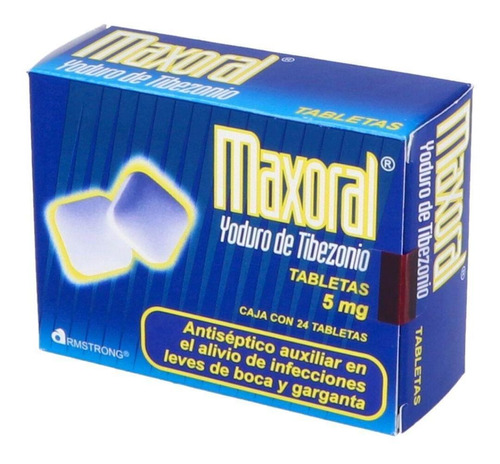 Maxoral®
Yoduro de Tibezonio
TABLETAS
Maxoral®
Yoduro de Tibezonio
TABLETAS
5 mg
CAJA CON 24 TABLETAS
Antiséptico auxiliar en
el alivio de infecciones
leves de boca y garganta
aRMSTRONG®
Maxoral®
Yoduro de Tibezonio
TABLETAS